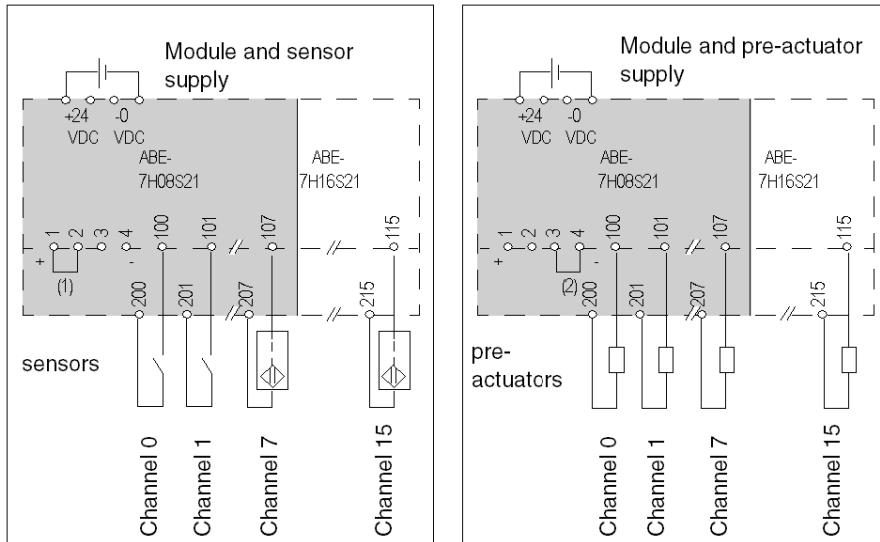 Module and sensor
supply
+24
VDC
-0
VDC
ABE-
7H08S21
ABE-
7H16S21
1
2
3
4
100
101
107
115
+
(1)
-
200
201
207
215
sensors
Channel 0
Channel 1
Channel 7
Channel 15
Module and pre-actuator
supply
+24
VDC
-0
VDC
ABE-
7H08S21
ABE-
7H16S21
1
2
3
4
100
101
107
115
+
(2)
-
200
201
207
215
pre-
actuators
Channel 0
Channel 1
Channel 7
Channel 15